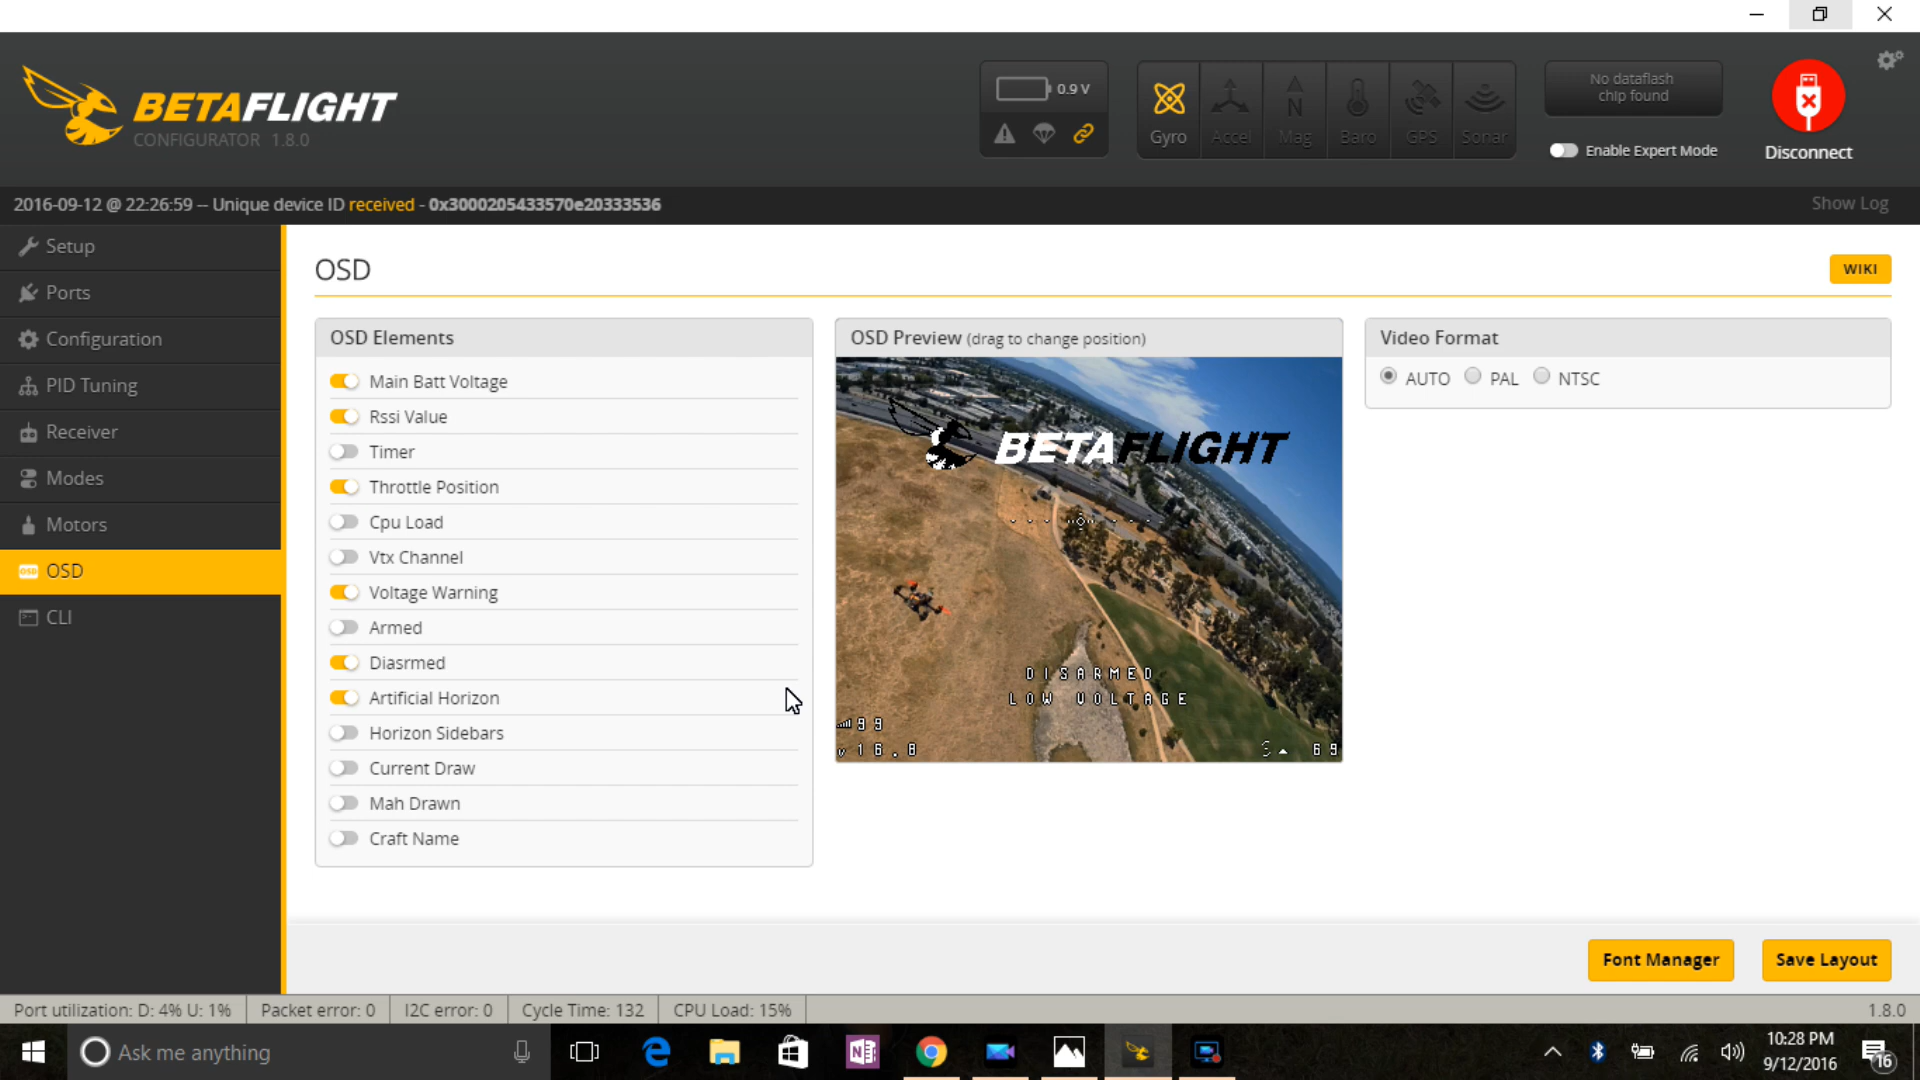 BETAFLIGHT
CONFIGURATOR 1.8.0
0.9 V
Gyro
Accel
Mag
Baro
GPS
Sonar
No dataflash
chip found
Enable Expert Mode
Disconnect
2016-09-12 @ 22:26:59 -- Unique device ID received - 0x3000205433570e20333536
Show Log
Setup
Ports
Configuration
PID Tuning
Receiver
Modes
Motors
OSD
CLI
OSD
WIKI
OSD Elements
Main Batt Voltage
Rssi Value
Timer
Throttle Position
Cpu Load
Vtx Channel
Voltage Warning
Armed
Diasrmed
Artificial Horizon
Horizon Sidebars
Current Draw
Mah Drawn
Craft Name
OSD Preview (drag to change position)
BETAFLIGHT
DISARMED
LOW VOLTAGE
99
V16.8
69
Video Format
AUTO PAL NTSC
Font Manager
Save Layout
Port utilization: D: 4% U: 1%
Packet error: 0
I2C error: 0
Cycle Time: 132
CPU Load: 15%
1.8.0
Ask me anything
10:28 PM
9/12/2016
16